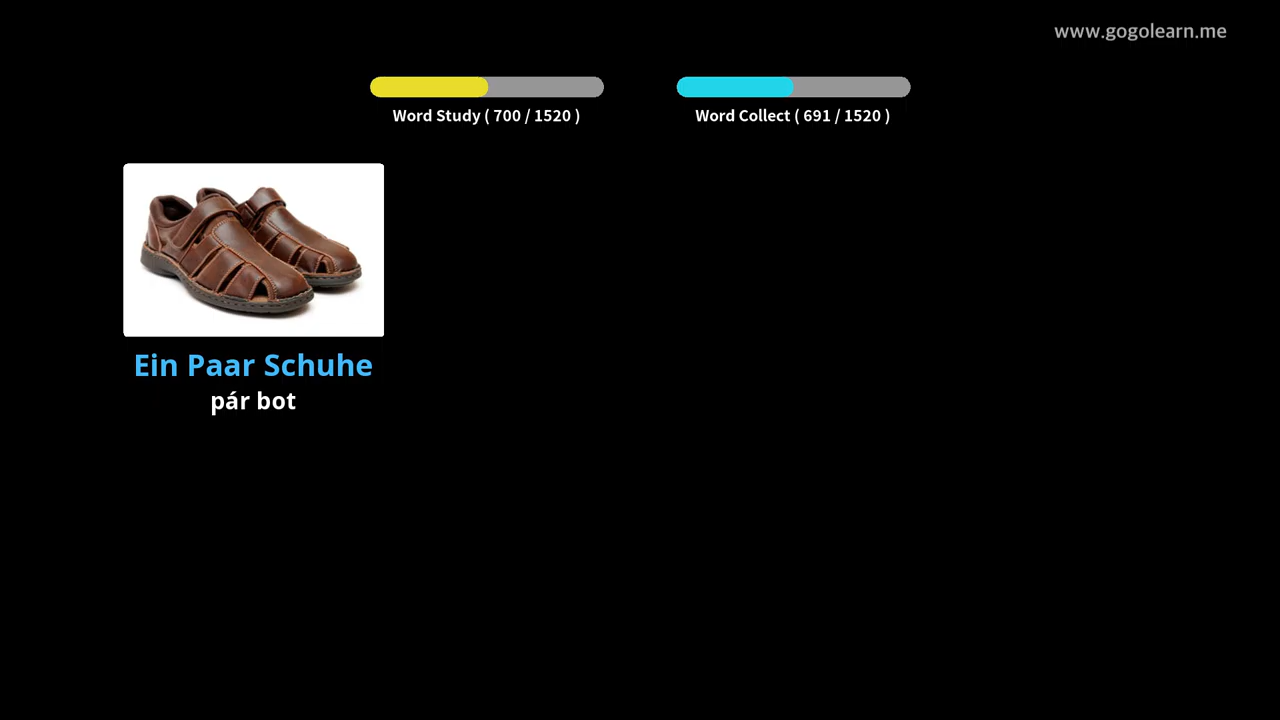 www.gogolearn.me
Word Study ( 700 / 1520 )
Word Collect ( 691 / 1520 )
Ein Paar Schuhe
pár bot